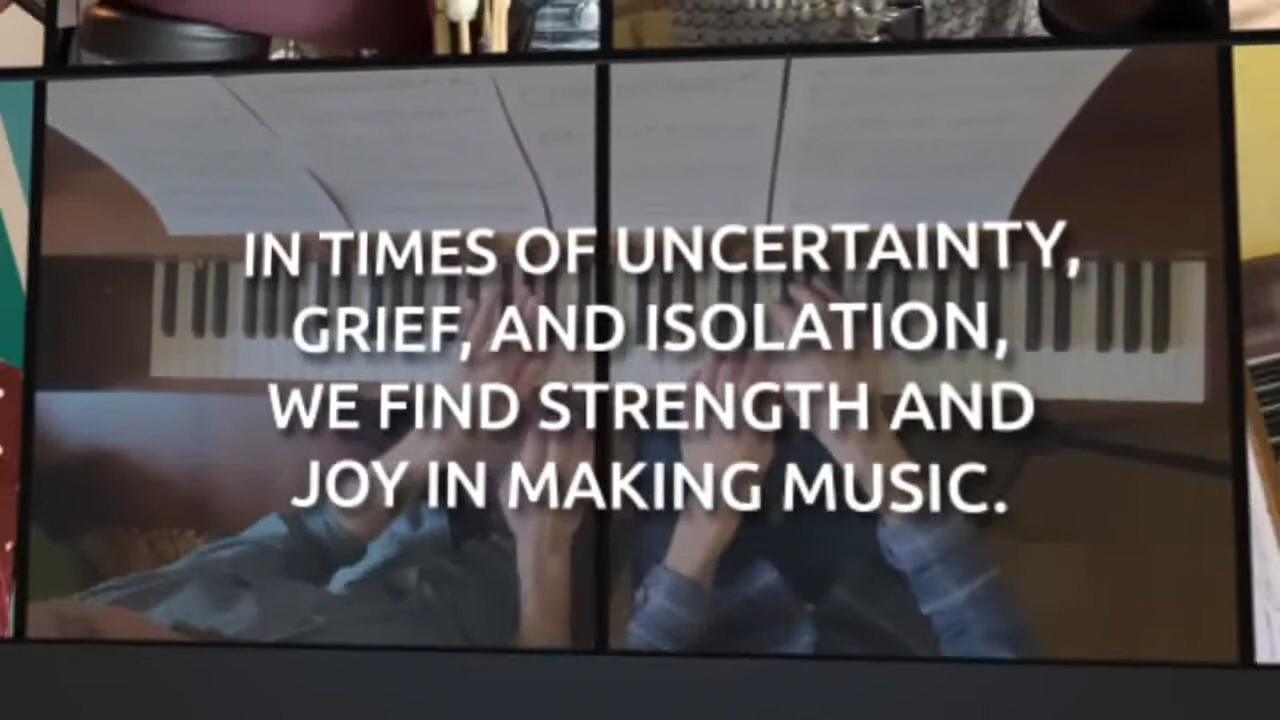 IN TIMES OF UNCERTAINTY,
GRIEF, AND ISOLATION,
WE FIND STRENGTH AND
JOY IN MAKING MUSIC.